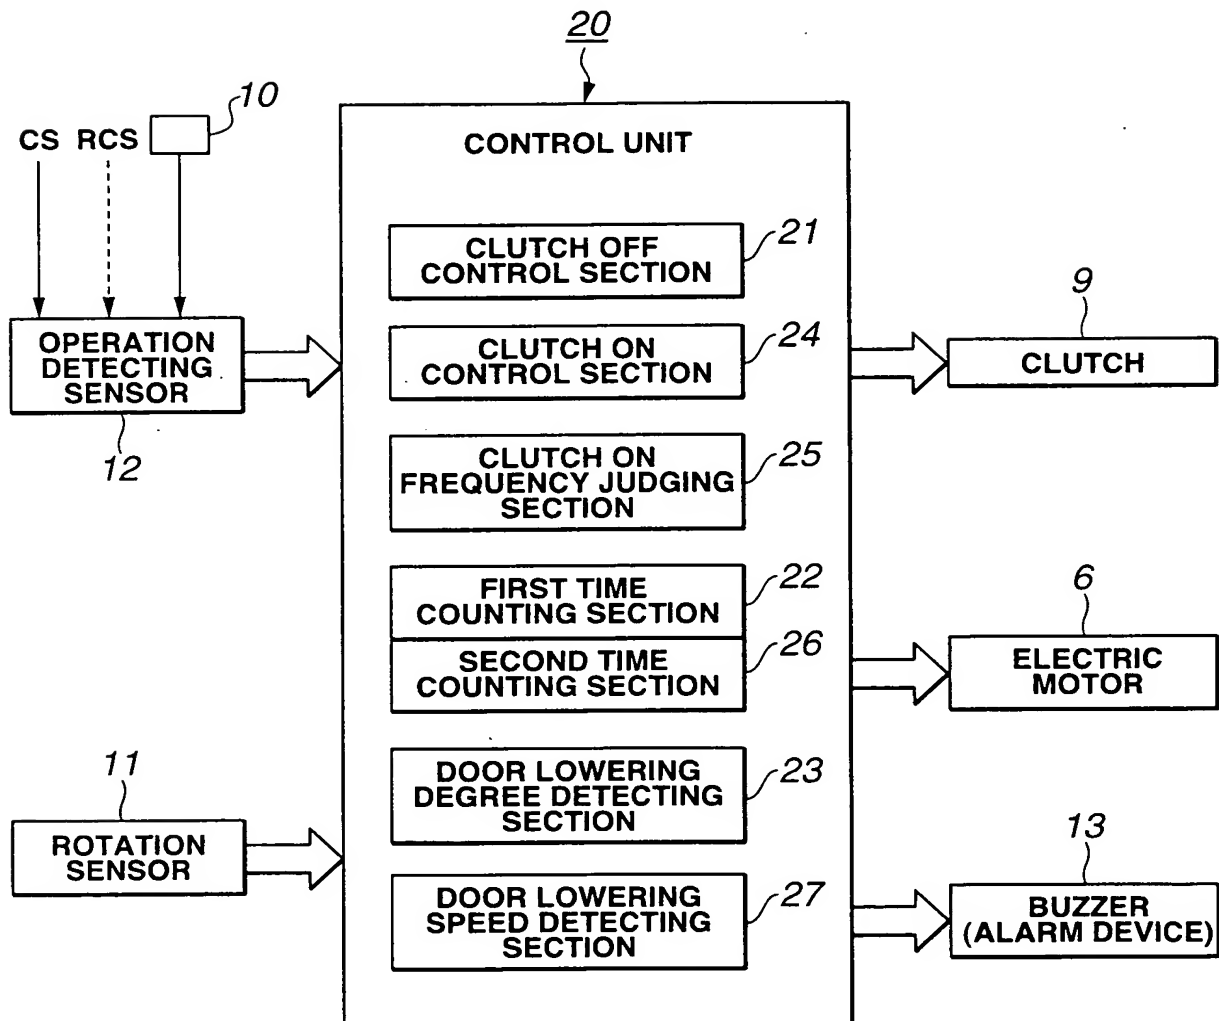 20
10
CS RCS
CONTROL UNIT
CLUTCH OFF
CONTROL SECTION
21
OPERATION
DETECTING
SENSOR
12
CLUTCH ON
CONTROL SECTION
24
9
CLUTCH
CLUTCH ON
FREQUENCY JUDGING
SECTION
25
FIRST TIME
COUNTING SECTION
22
SECOND TIME
COUNTING SECTION
26
6
ELECTRIC
MOTOR
11
ROTATION
SENSOR
DOOR LOWERING
DEGREE DETECTING
SECTION
23
DOOR LOWERING
SPEED DETECTING
SECTION
27
13
BUZZER
(ALARM DEVICE)